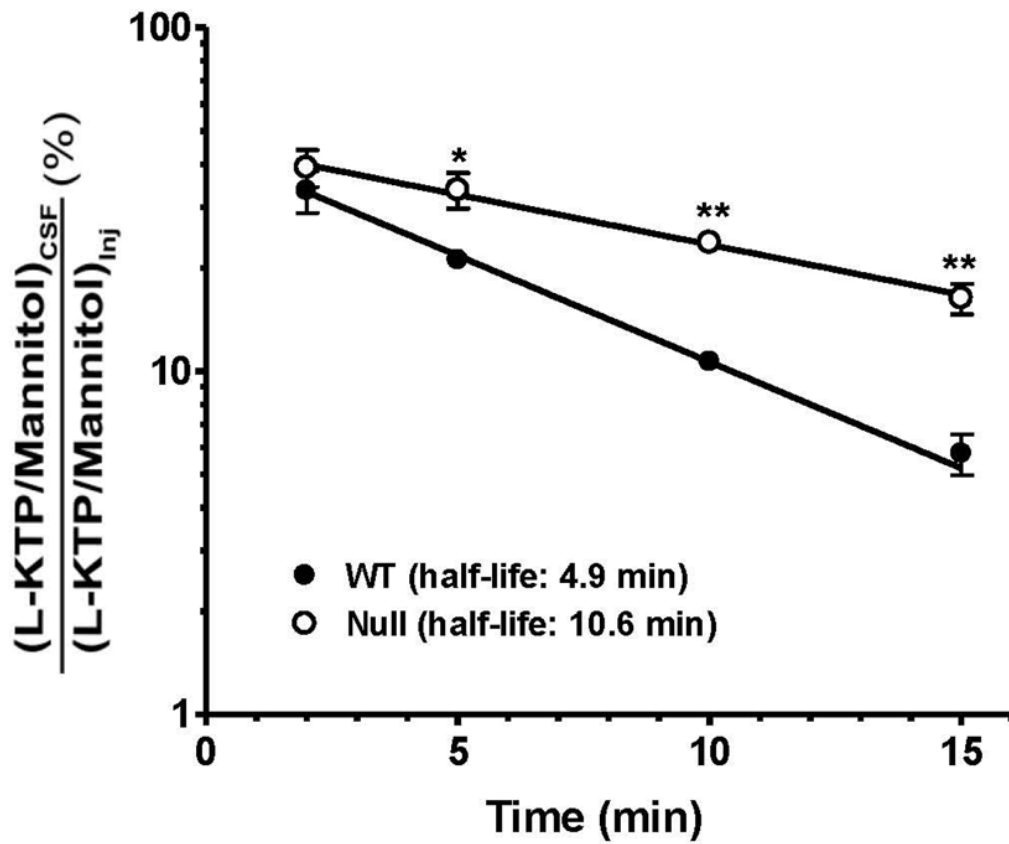 100
10
1
(L-KTP/Mannitol)CSF (%)
(L-KTP/Mannitol)Inj
*
**
**
WT (half-life: 4.9 min)
Null (half-life: 10.6 min)
0 5 10 15
Time (min)